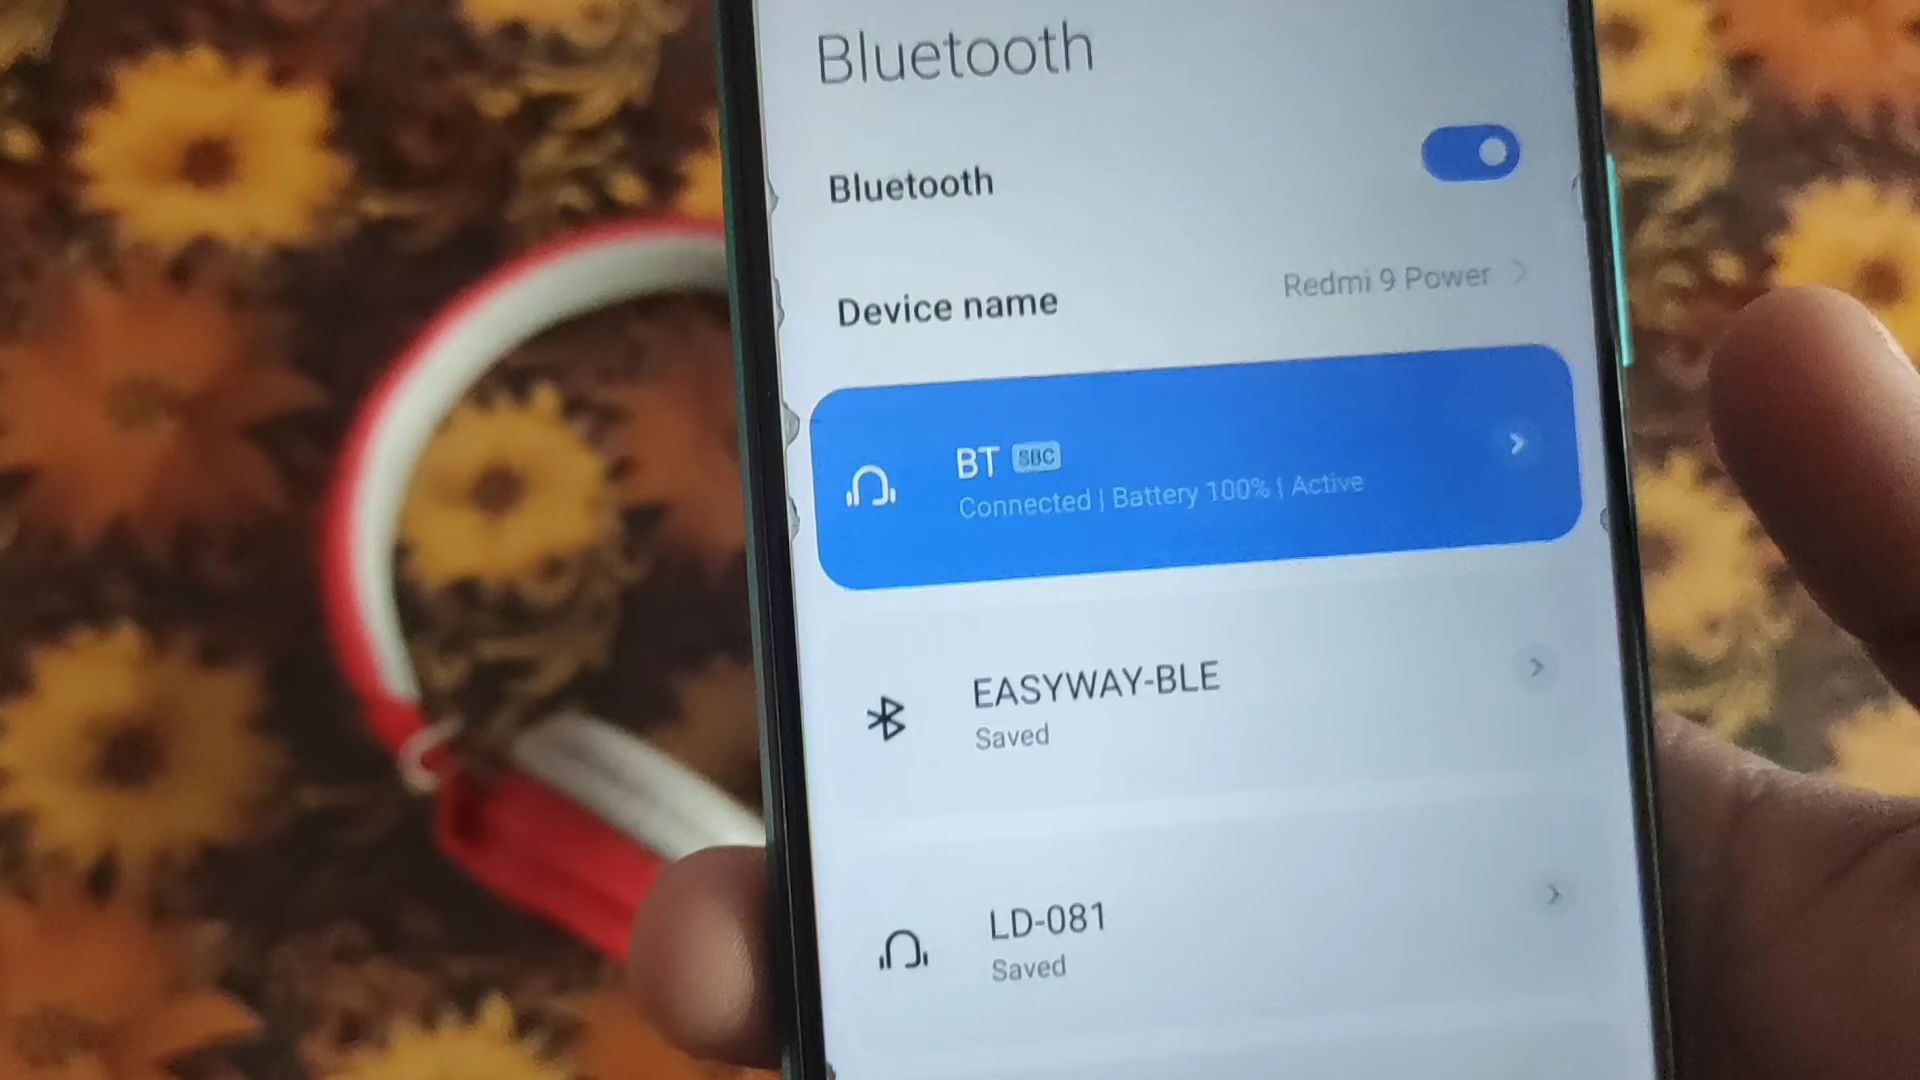 Bluetooth
Bluetooth
Device name
Redmi 9 Power
BT SBC
Connected | Battery 100% | Active
EASYWAY-BLE
Saved
LD-081
Saved